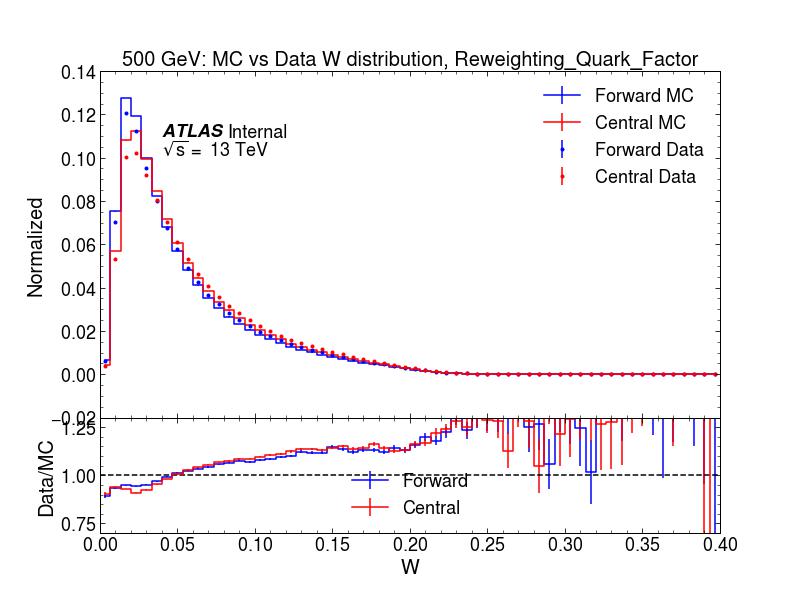 500 GeV: MC vs Data W distribution, Reweighting_Quark_Factor
0.14
0.12
0.10
0.08
0.06
0.04
0.02
0.00
−0.02
Normalized
ATLAS Internal
√s = 13 TeV
Forward MC
Central MC
Forward Data
Central Data
1.25
1.00
0.75
Data/MC
Forward
Central
0.00 0.05 0.10 0.15 0.20 0.25 0.30 0.35 0.40
W